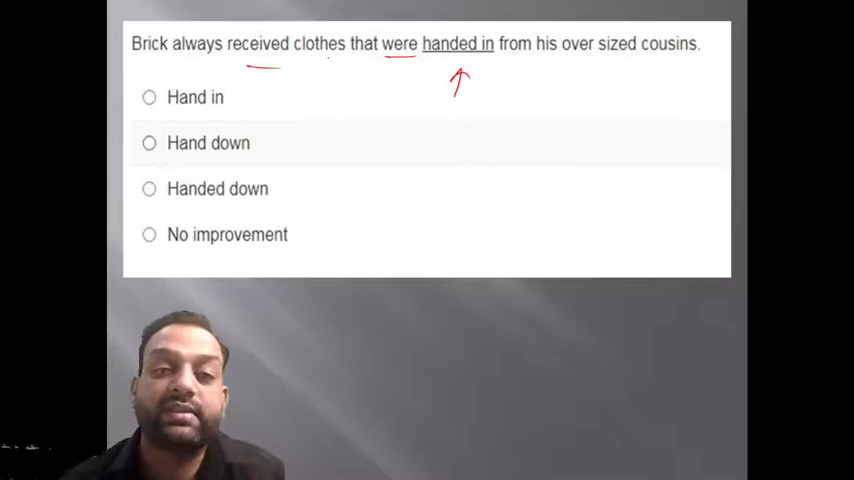 Brick always received clothes that were handed in from his over sized cousins.
Hand in
Hand down
Handed down
No improvement